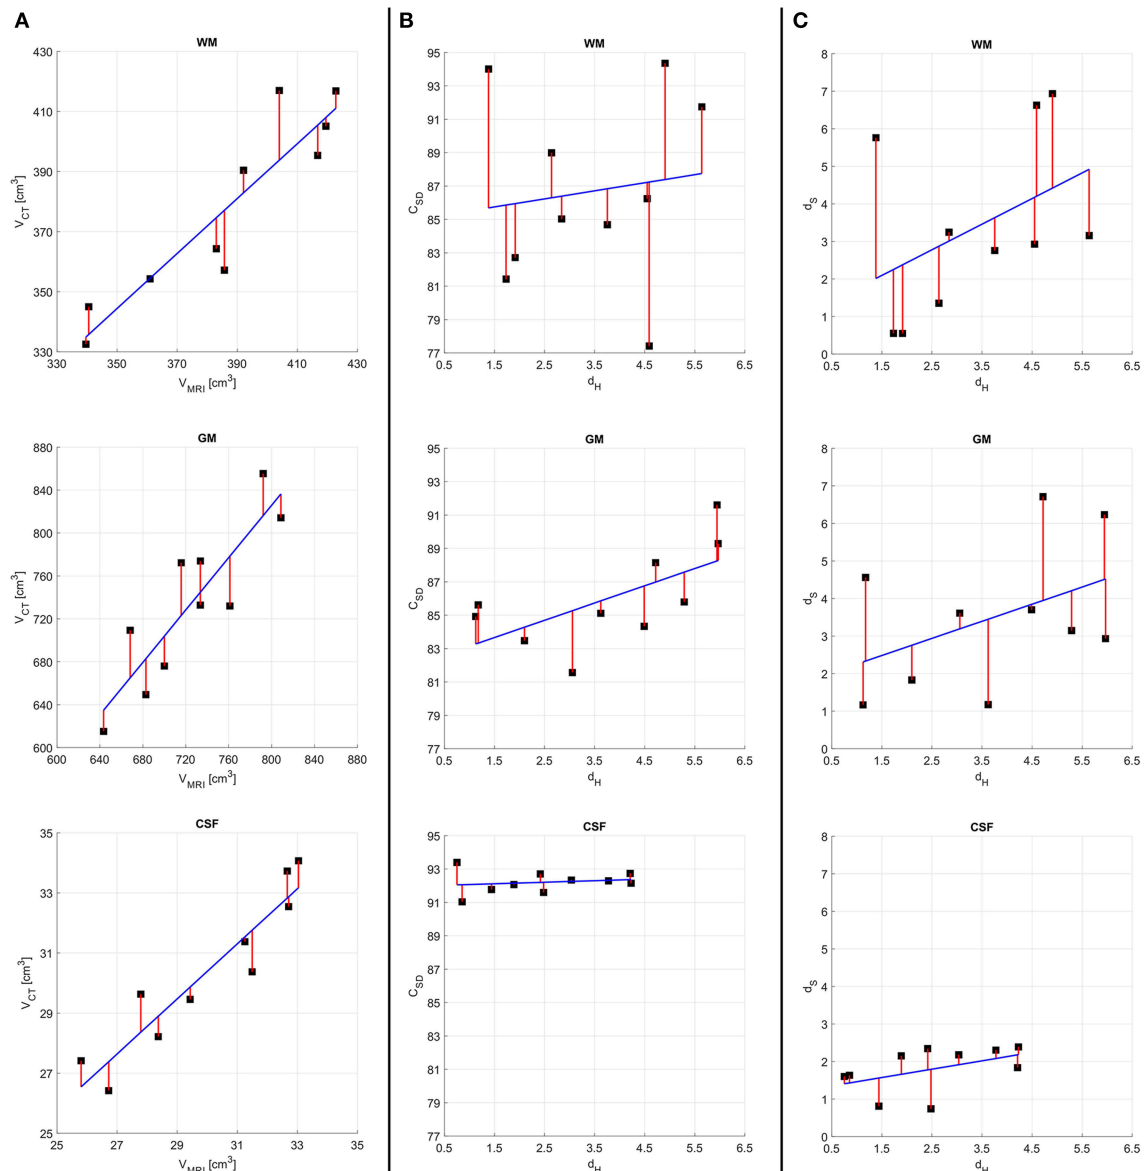 A
WM
430
410
390
370
350
330
V_CT [cm³]
330 350 370 390 410 430
V_MRI [cm³]
GM
880
840
800
760
720
680
640
600
V_CT [cm³]
600 640 680 720 760 800 840 880
V_MRI [cm³]
CSF
35
33
31
29
27
25
V_CT [cm³]
25 27 29 31 33 35
V_MRI [cm³]
B
WM
95
93
91
89
87
85
83
81
79
77
C_SD
0.5 1.5 2.5 3.5 4.5 5.5 6.5
d_H
GM
95
93
91
89
87
85
83
81
79
77
C_SD
0.5 1.5 2.5 3.5 4.5 5.5 6.5
d_H
CSF
95
93
91
89
87
85
83
81
79
77
C_SD
0.5 1.5 2.5 3.5 4.5 5.5 6.5
d_H
C
WM
8
7
6
5
4
3
2
1
0
d_S
0.5 1.5 2.5 3.5 4.5 5.5 6.5
d_H
GM
8
7
6
5
4
3
2
1
0
d_S
0.5 1.5 2.5 3.5 4.5 5.5 6.5
d_H
CSF
8
7
6
5
4
3
2
1
0
d_S
0.5 1.5 2.5 3.5 4.5 5.5 6.5
d_H